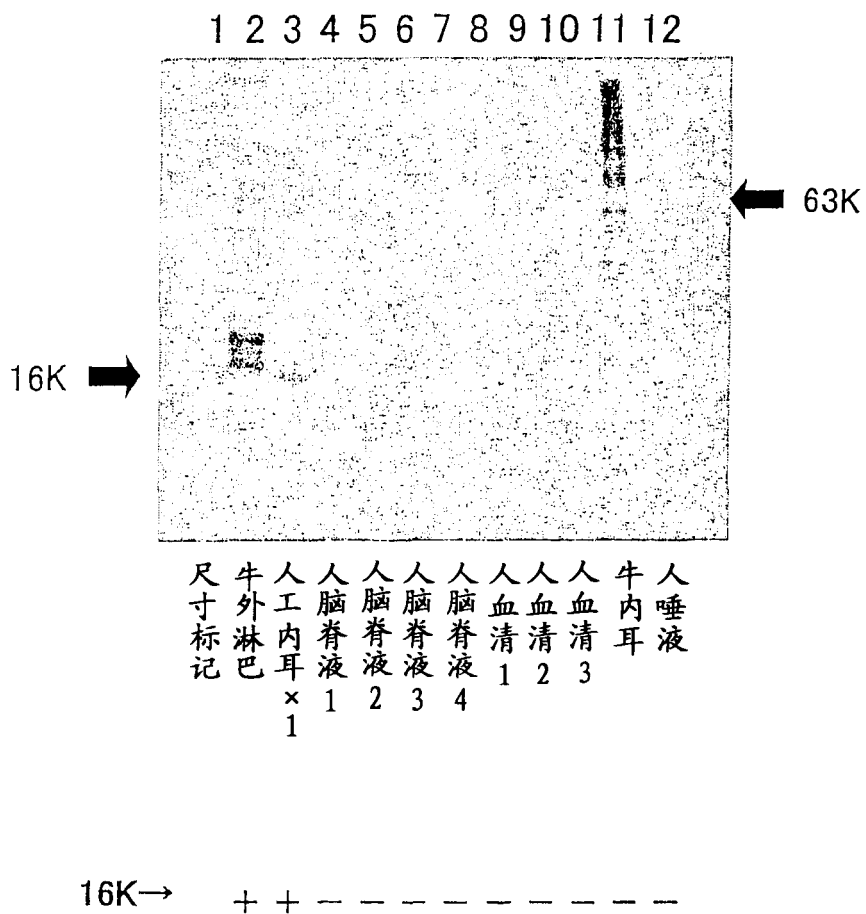 1 2 3 4 5 6 7 8 9 10 11 12
63K
16K
尺寸标记
牛外淋巴
人工内耳×1
人脑脊液1
人脑脊液2
人脑脊液3
人脑脊液4
人血清1
人血清2
人血清3
牛内耳
人唾液
16K→ + + − − − − − − − − −